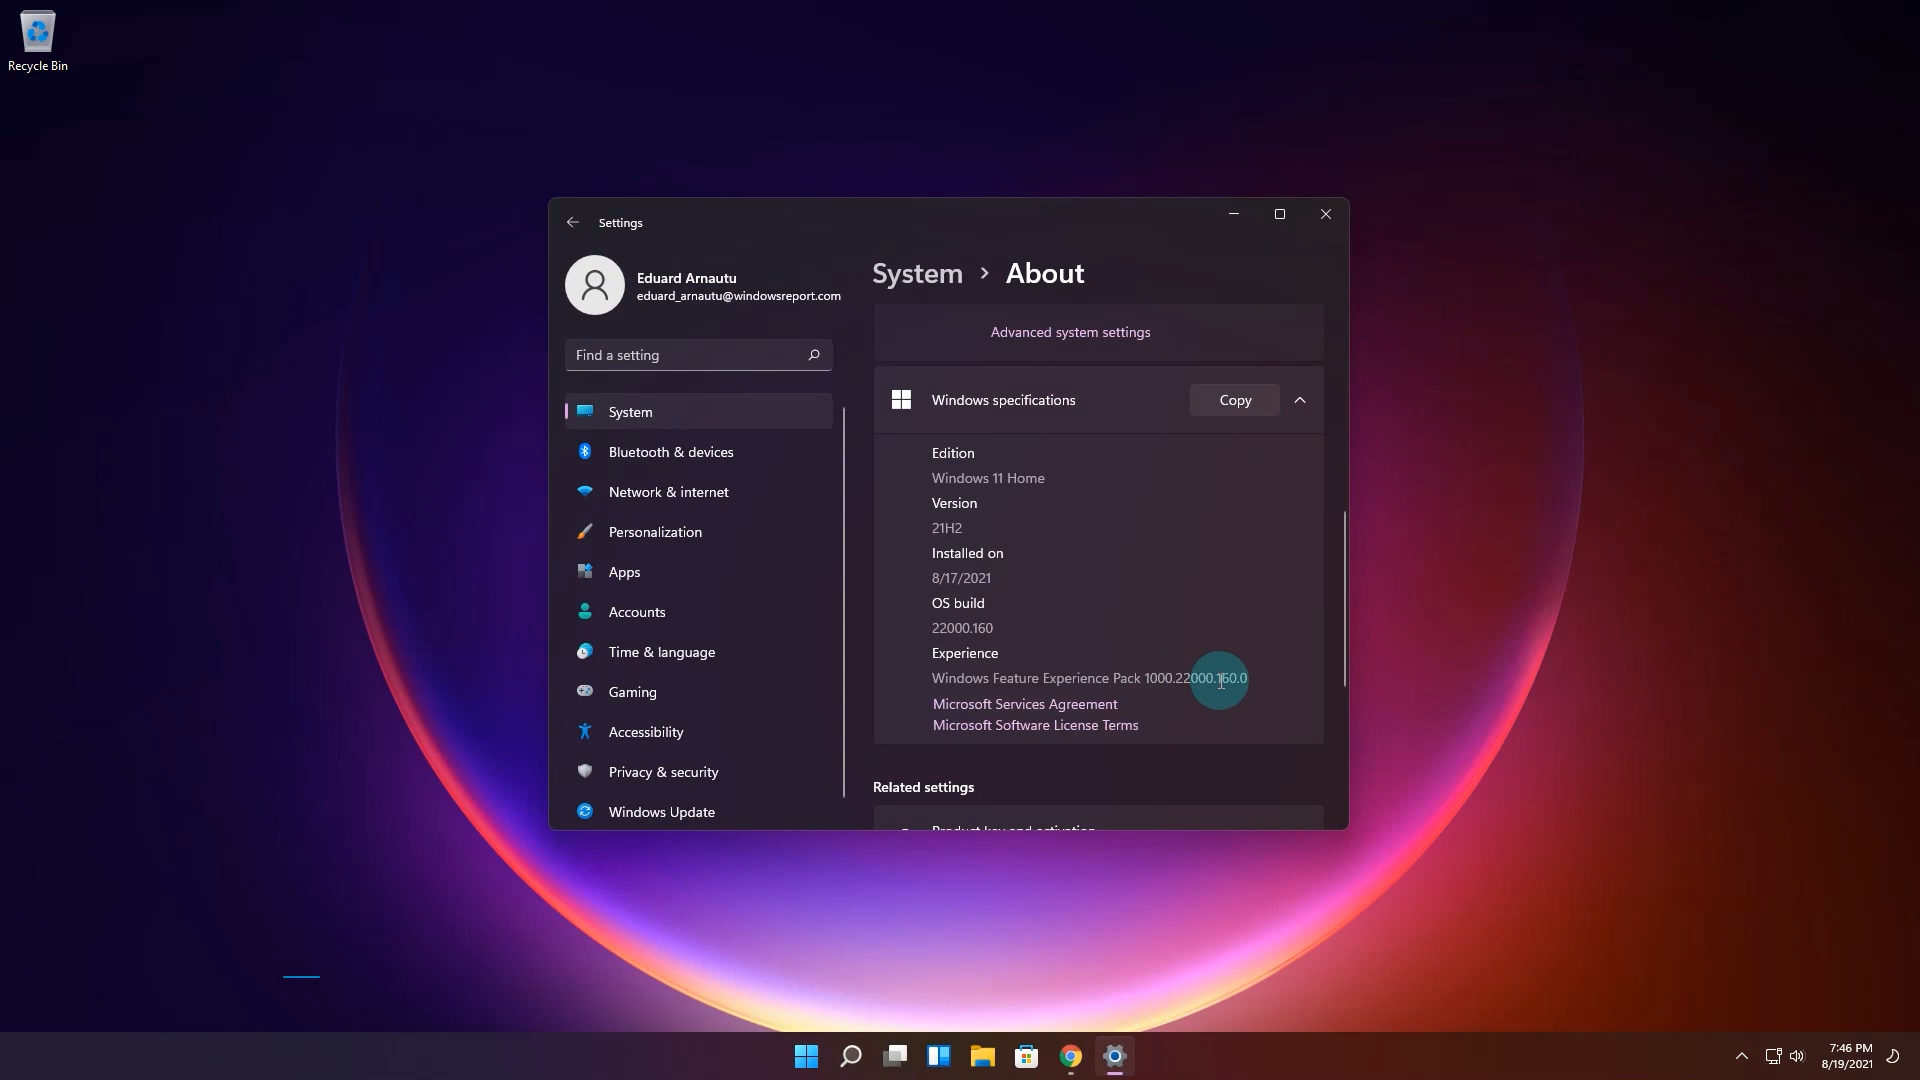 Recycle Bin
Settings
Eduard Arnautu
eduard_arnautu@windowsreport.com
Find a setting
System
Bluetooth & devices
Network & internet
Personalization
Apps
Accounts
Time & language
Gaming
Accessibility
Privacy & security
Windows Update
System > About
Advanced system settings
Windows specifications
Copy
Edition
Windows 11 Home
Version
21H2
Installed on
8/17/2021
OS build
22000.160
Experience
Windows Feature Experience Pack 1000.22000.160.0
Microsoft Services Agreement
Microsoft Software License Terms
Related settings
Product key and activation
7:46 PM
8/19/2021